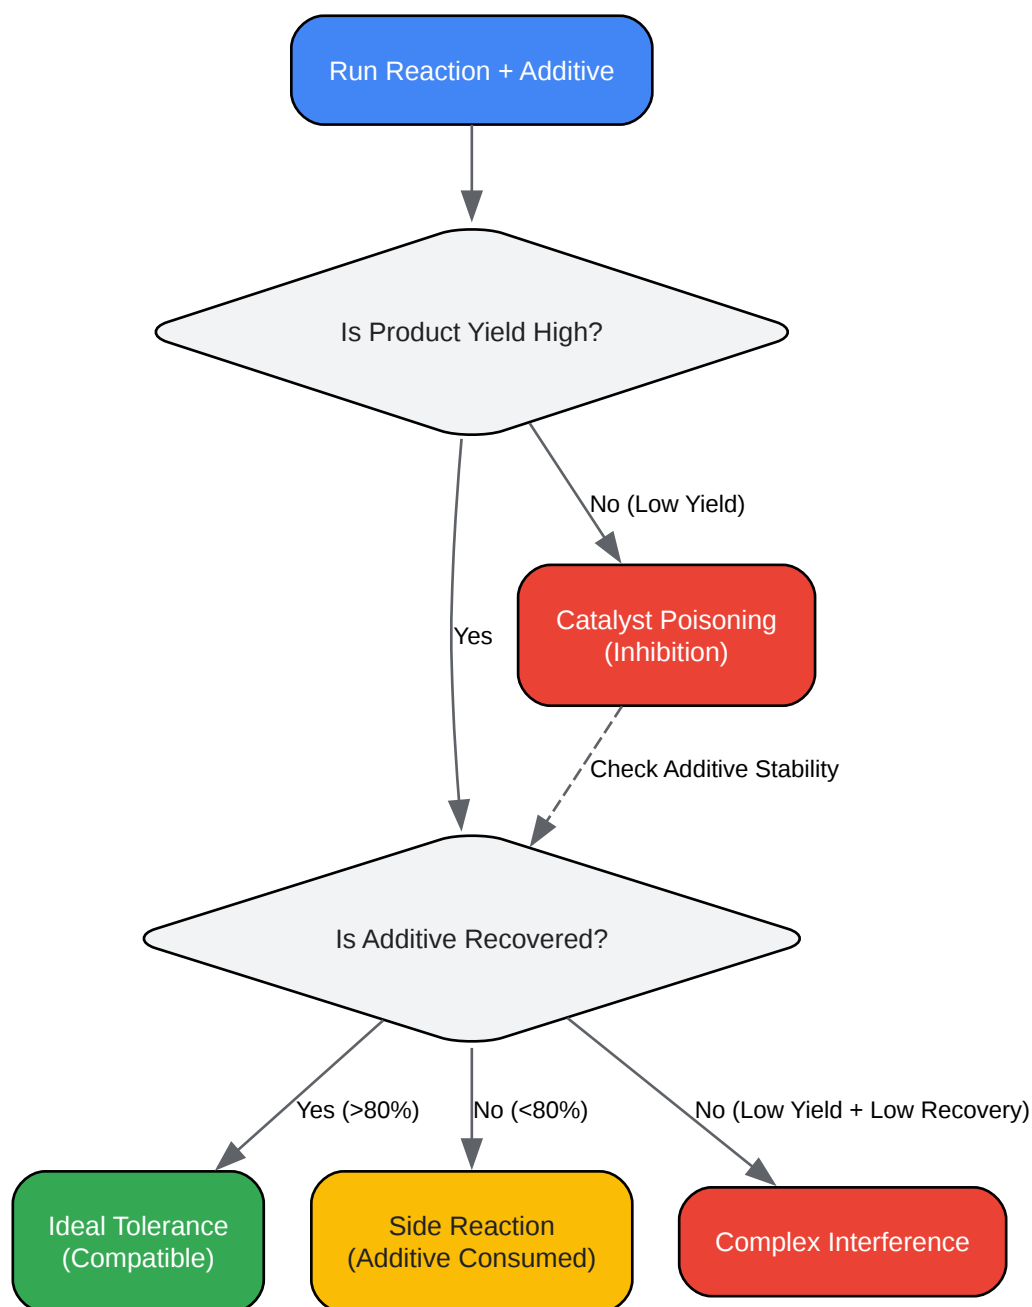 Run Reaction + Additive
Is Product Yield High?
No (Low Yield)
Catalyst Poisoning
(Inhibition)
Yes
Check Additive Stability
Is Additive Recovered?
Yes (>80%)
No (<80%)
No (Low Yield + Low Recovery)
Ideal Tolerance
(Compatible)
Side Reaction
(Additive Consumed)
Complex Interference